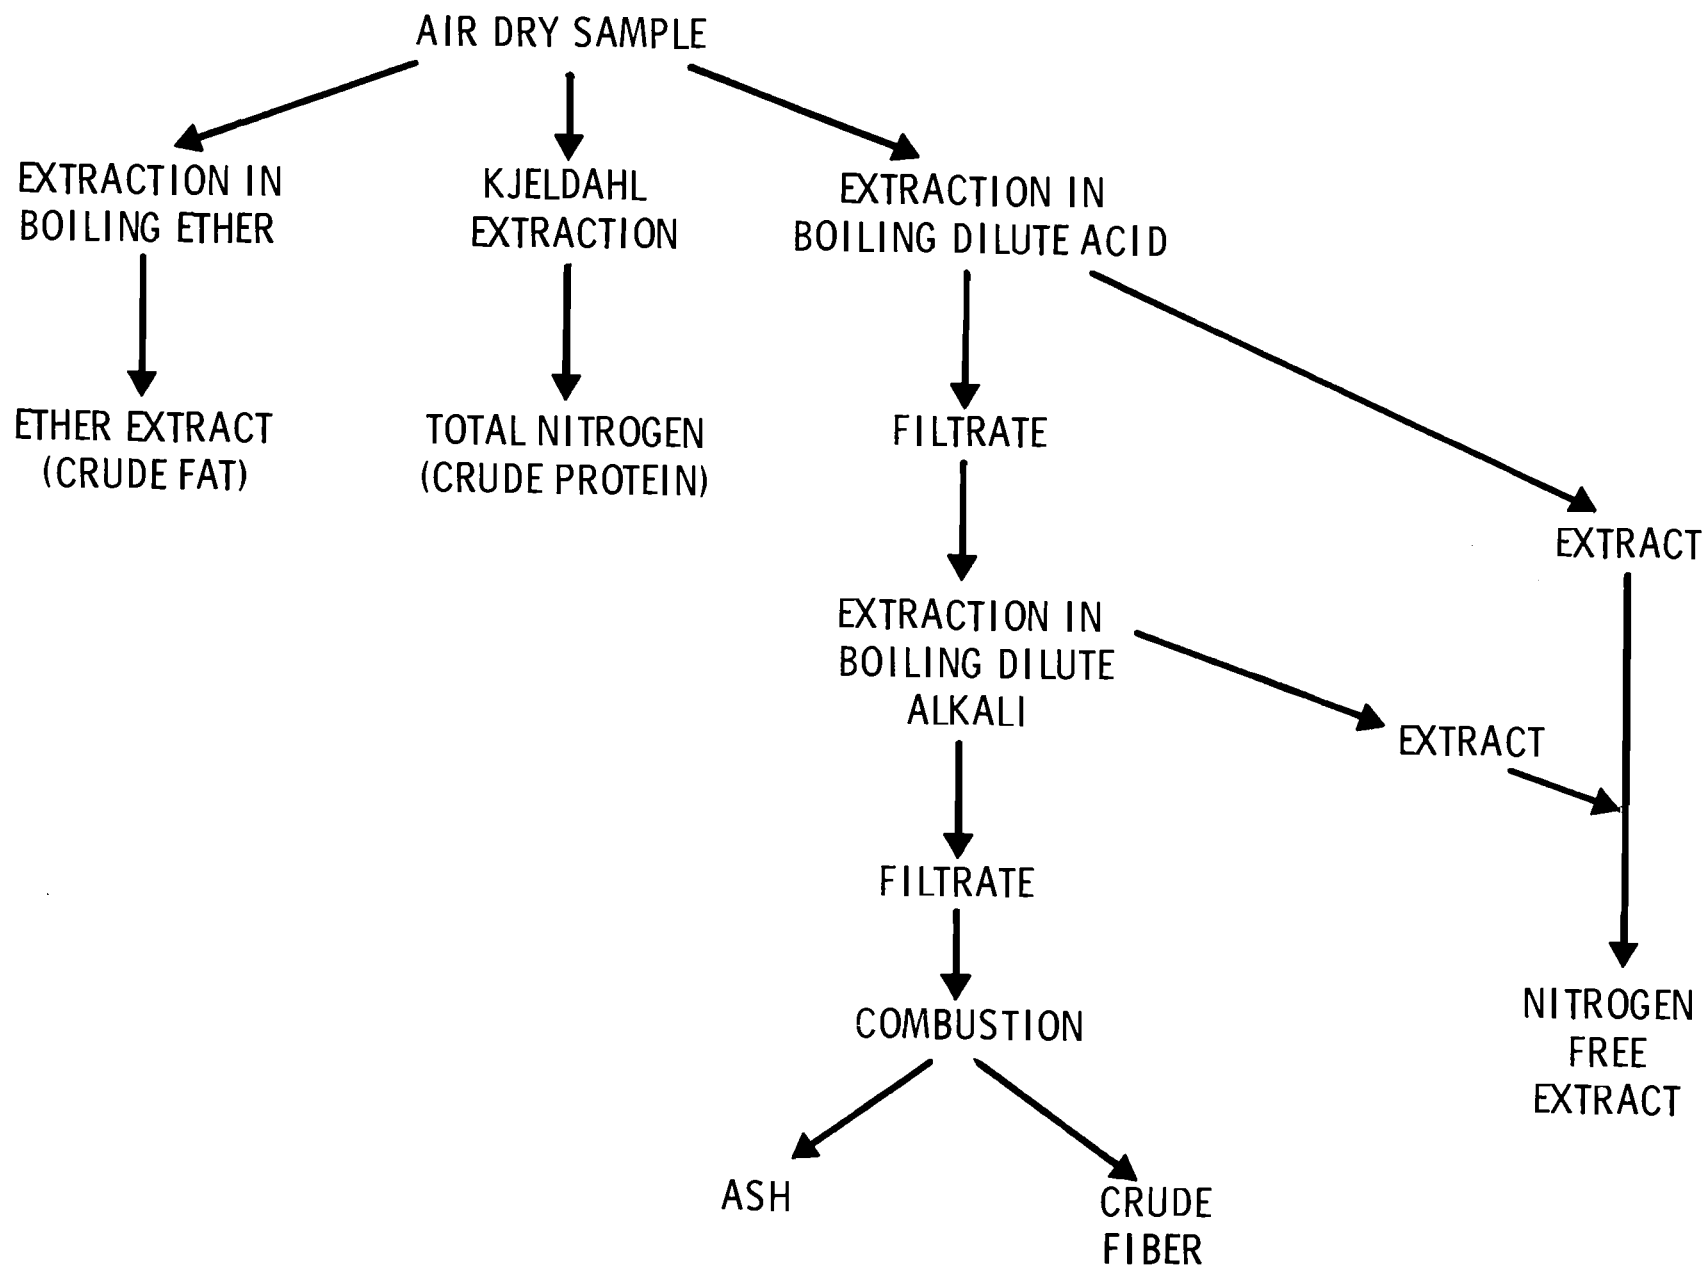 AIR DRY SAMPLE
EXTRACTION IN
BOILING ETHER
KJELDAHL
EXTRACTION
EXTRACTION IN
BOILING DILUTE ACID
ETHER EXTRACT
(CRUDE FAT)
TOTAL NITROGEN
(CRUDE PROTEIN)
FILTRATE
EXTRACT
EXTRACTION IN
BOILING DILUTE
ALKALI
EXTRACT
FILTRATE
COMBUSTION
NITROGEN
FREE
EXTRACT
ASH
CRUDE
FIBER